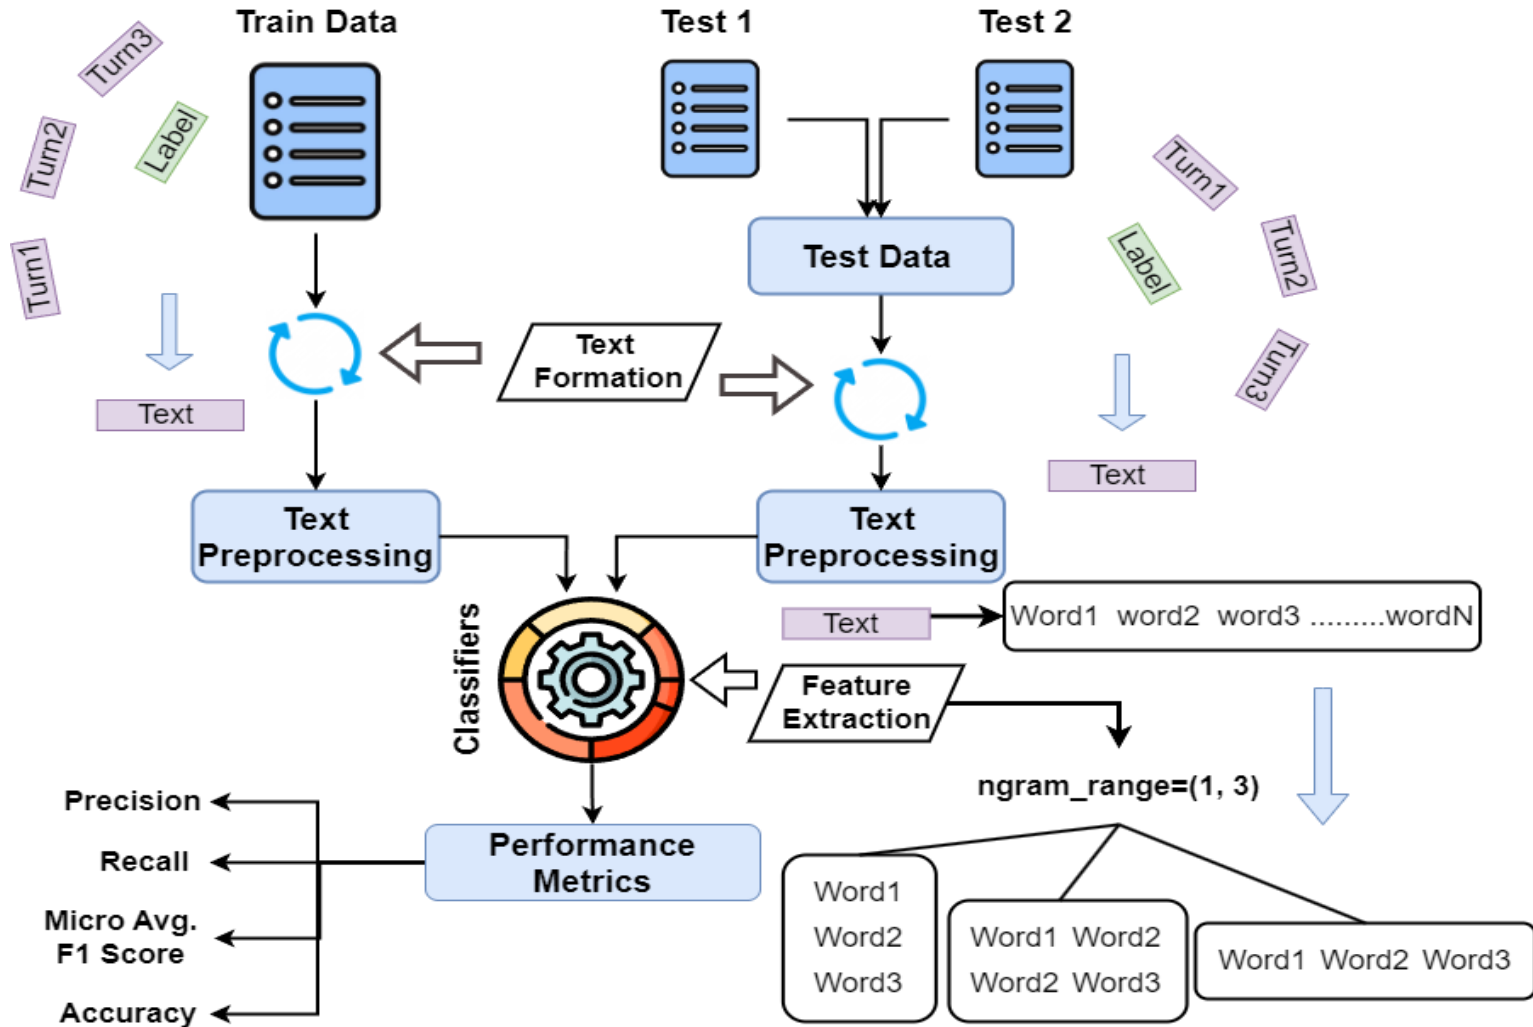 Train Data
Test 1
Test 2
Turn3
Turn2
Label
Turn1
Turn1
Label
Turn2
Turn3
Test Data
Text
Formation
Text
Text
Text
Preprocessing
Text
Preprocessing
Classifiers
Text
Word1 word2 word3 .........wordN
Feature
Extraction
ngram_range=(1, 3)
Precision
Recall
Micro Avg.
F1 Score
Accuracy
Performance
Metrics
Word1
Word2
Word3
Word1 Word2
Word2 Word3
Word1 Word2 Word3